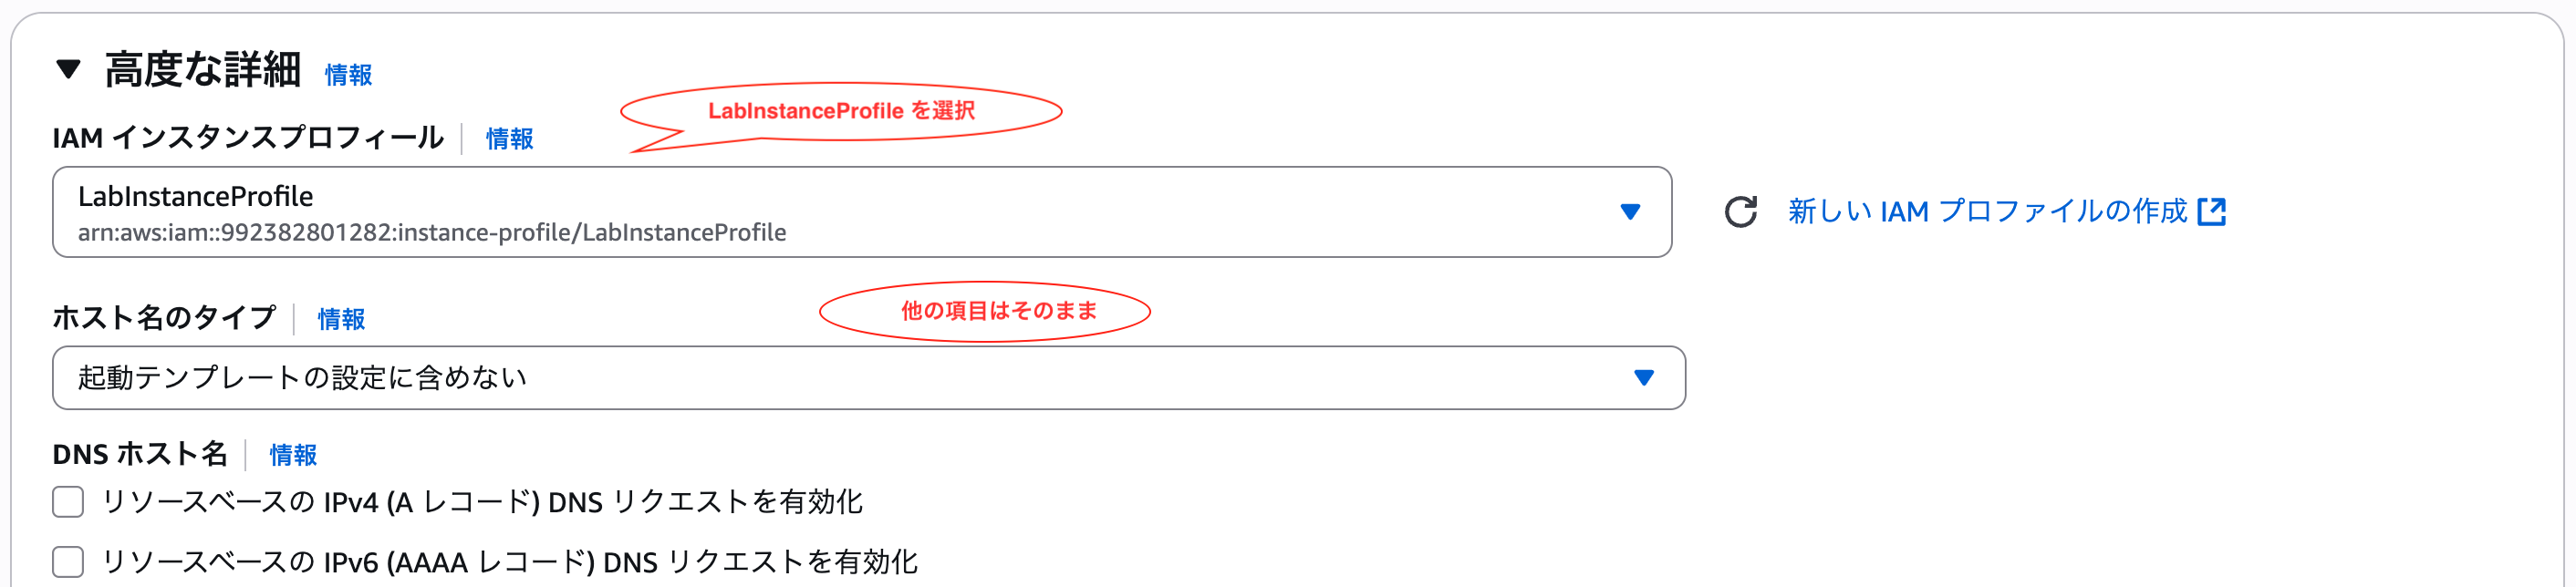 ▼ 高度な詳細 情報
LabInstanceProfile を選択
IAM インスタンスプロフィール 情報
LabInstanceProfile
arn:aws:iam::992382801282:instance-profile/LabInstanceProfile
新しい IAM プロファイルの作成
他の項目はそのまま
ホスト名のタイプ 情報
起動テンプレートの設定に含めない
DNS ホスト名 情報
リソースベースの IPv4 (A レコード) DNS リクエストを有効化
リソースベースの IPv6 (AAAA レコード) DNS リクエストを有効化